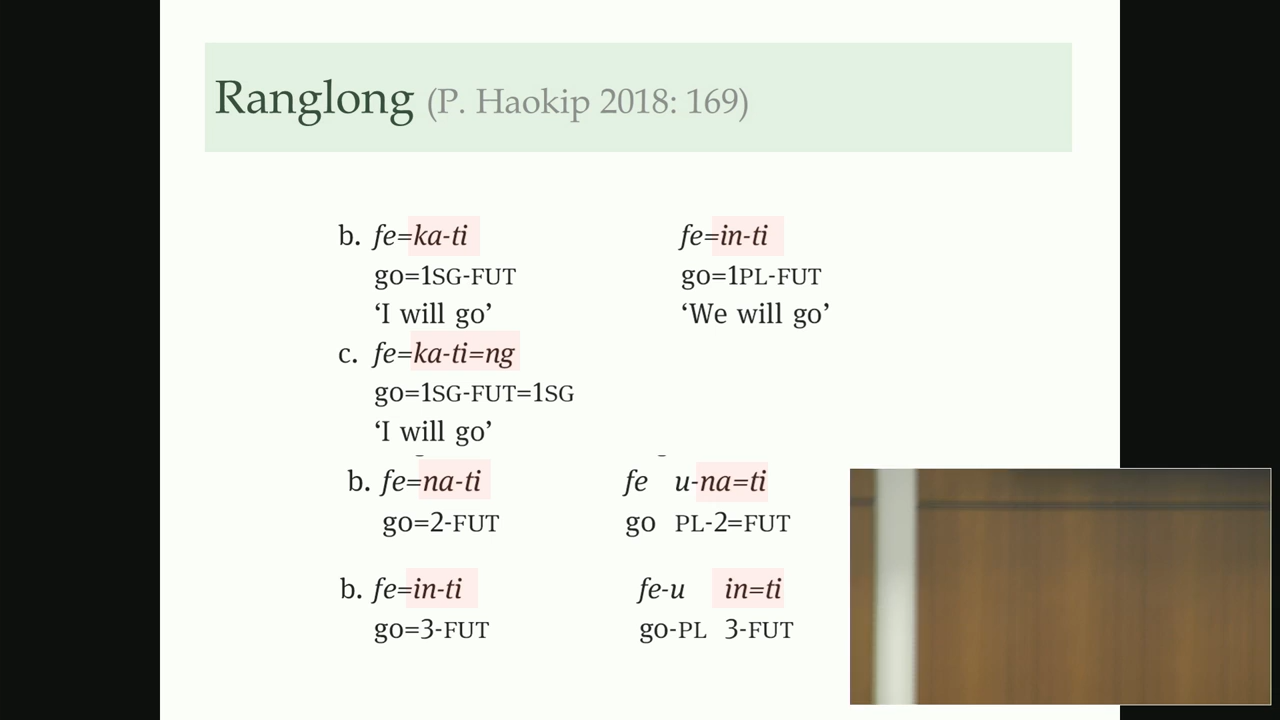 Ranglong (P. Haokip 2018: 169)
b. fe=ka-ti fe=in-ti
go=1SG-FUT go=1PL-FUT
‘I will go’ ‘We will go’
c. fe=ka-ti=ng
go=1SG-FUT=1SG
‘I will go’
b. fe=na-ti fe u-na=ti
go=2-FUT go PL-2=FUT
b. fe=in-ti fe-u in=ti
go=3-FUT go-PL 3-FUT